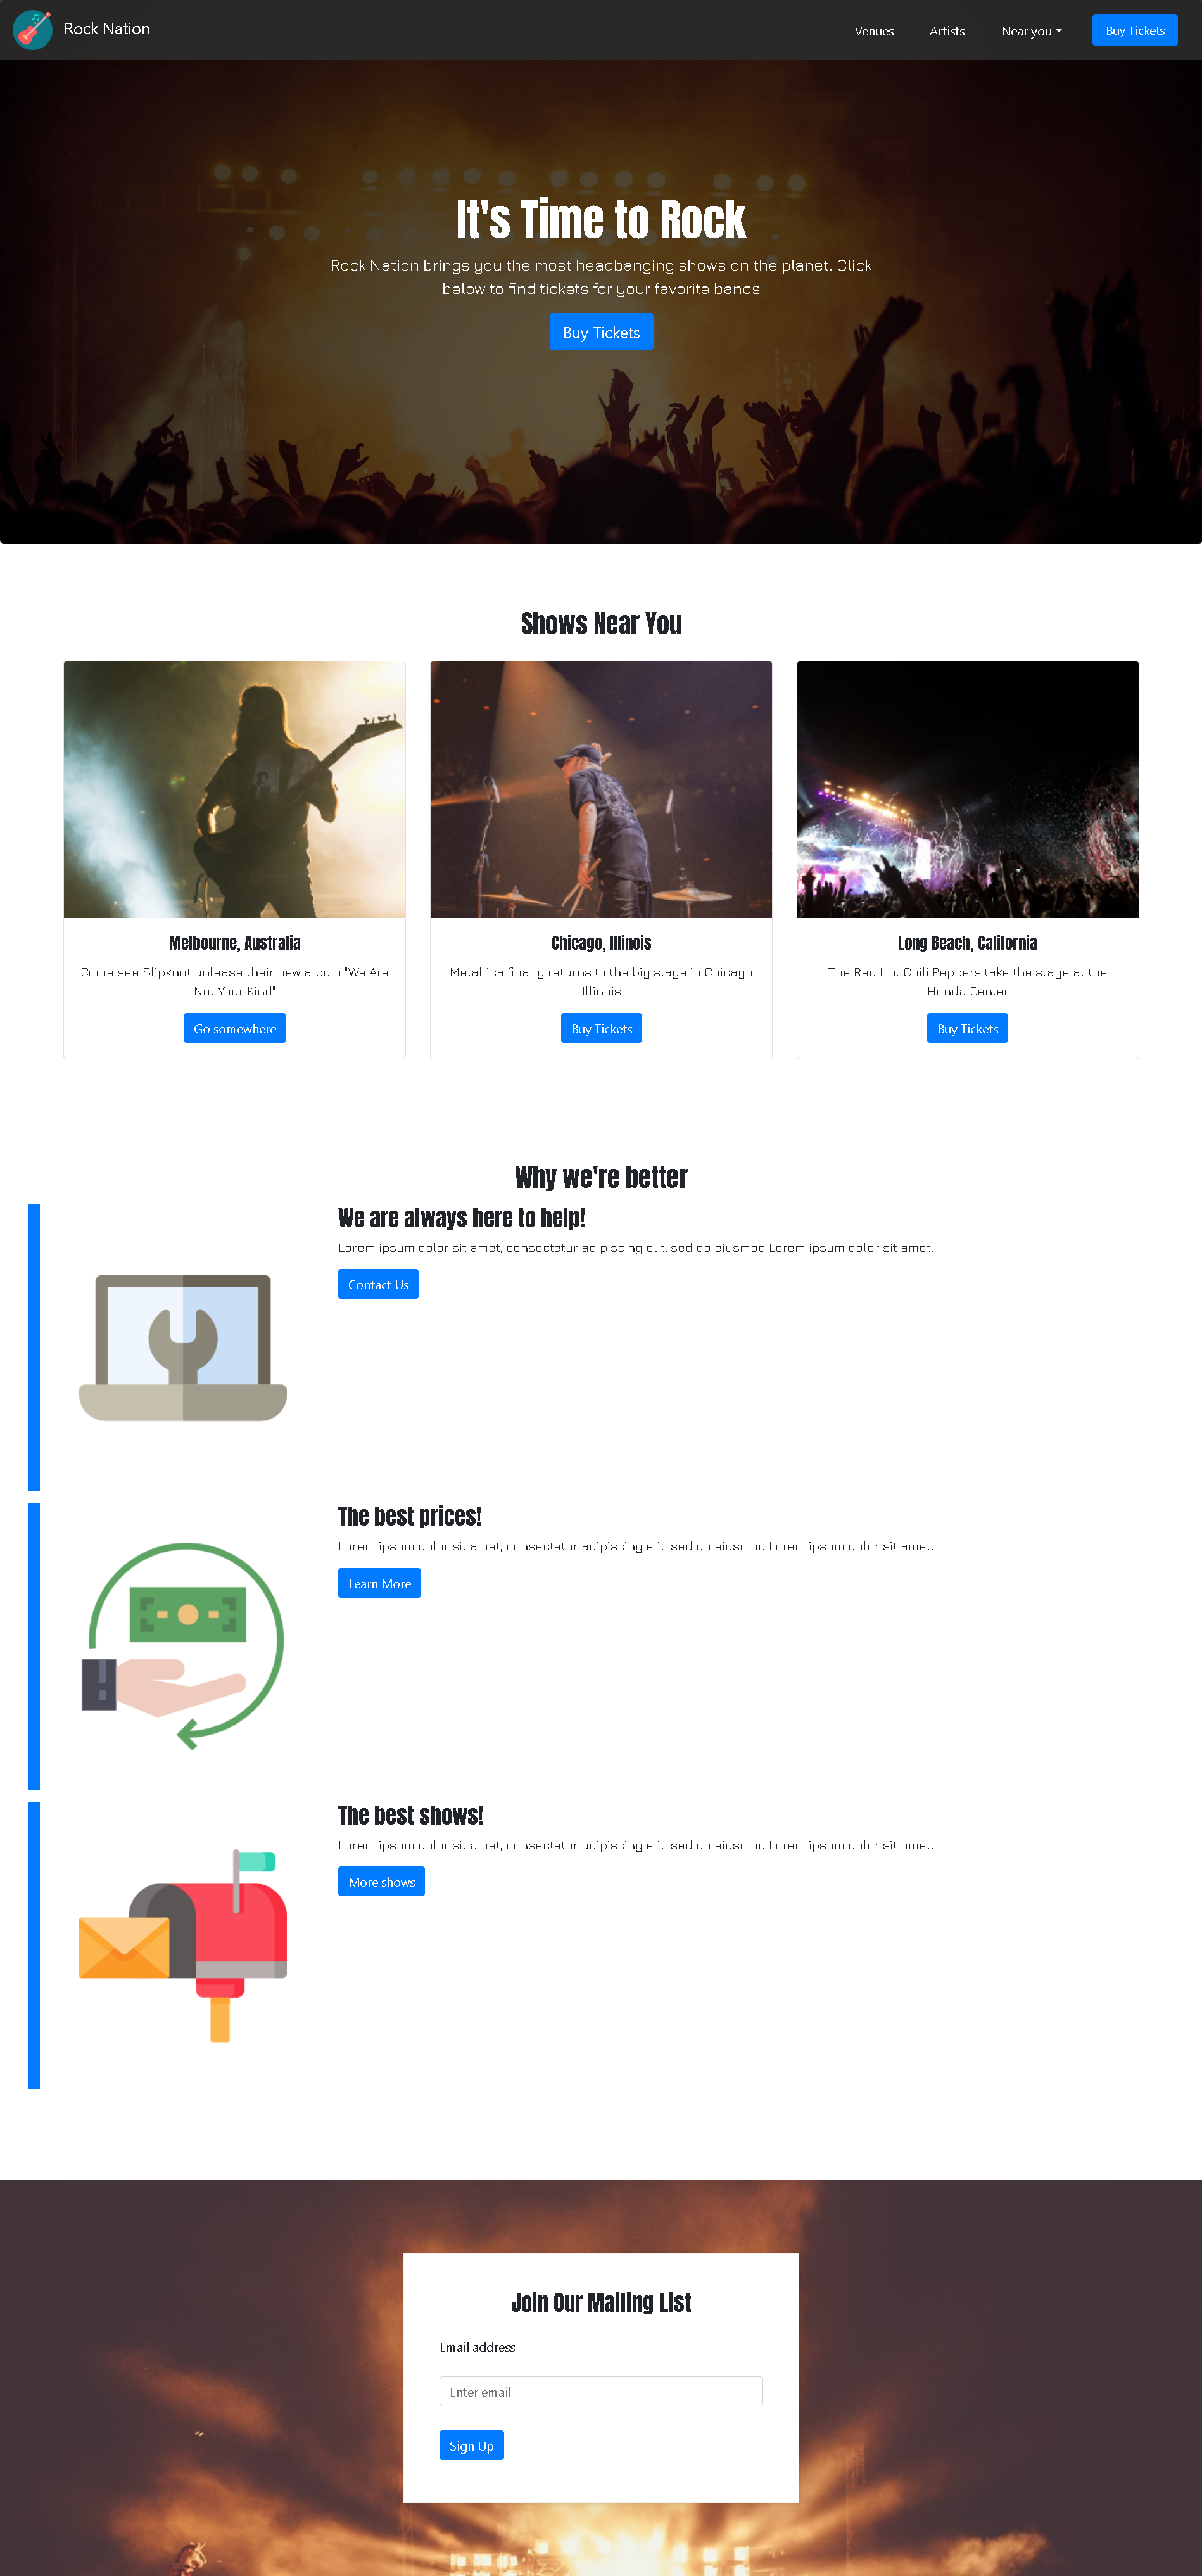 Rock Nation
Venues
Artists
Near you
Buy Tickets
It's Time to Rock
Rock Nation brings you the most headbanging shows on the planet. Click
below to find tickets for your favorite bands
Buy Tickets
Shows Near You
Melbourne, Australia
Come see Slipknot unlease their new album "We Are
Not Your Kind"
Go somewhere
Chicago, Illinois
Metallica finally returns to the big stage in Chicago
Illinois
Buy Tickets
Long Beach, California
The Red Hot Chili Peppers take the stage at the
Honda Center
Buy Tickets
Why we're better
We are always here to help!
Lorem ipsum dolor sit amet, consectetur adipiscing elit, sed do eiusmod Lorem ipsum dolor sit amet.
Contact Us
The best prices!
Lorem ipsum dolor sit amet, consectetur adipiscing elit, sed do eiusmod Lorem ipsum dolor sit amet.
Learn More
The best shows!
Lorem ipsum dolor sit amet, consectetur adipiscing elit, sed do eiusmod Lorem ipsum dolor sit amet.
More shows
Join Our Mailing List
Email address
Enter email
Sign Up